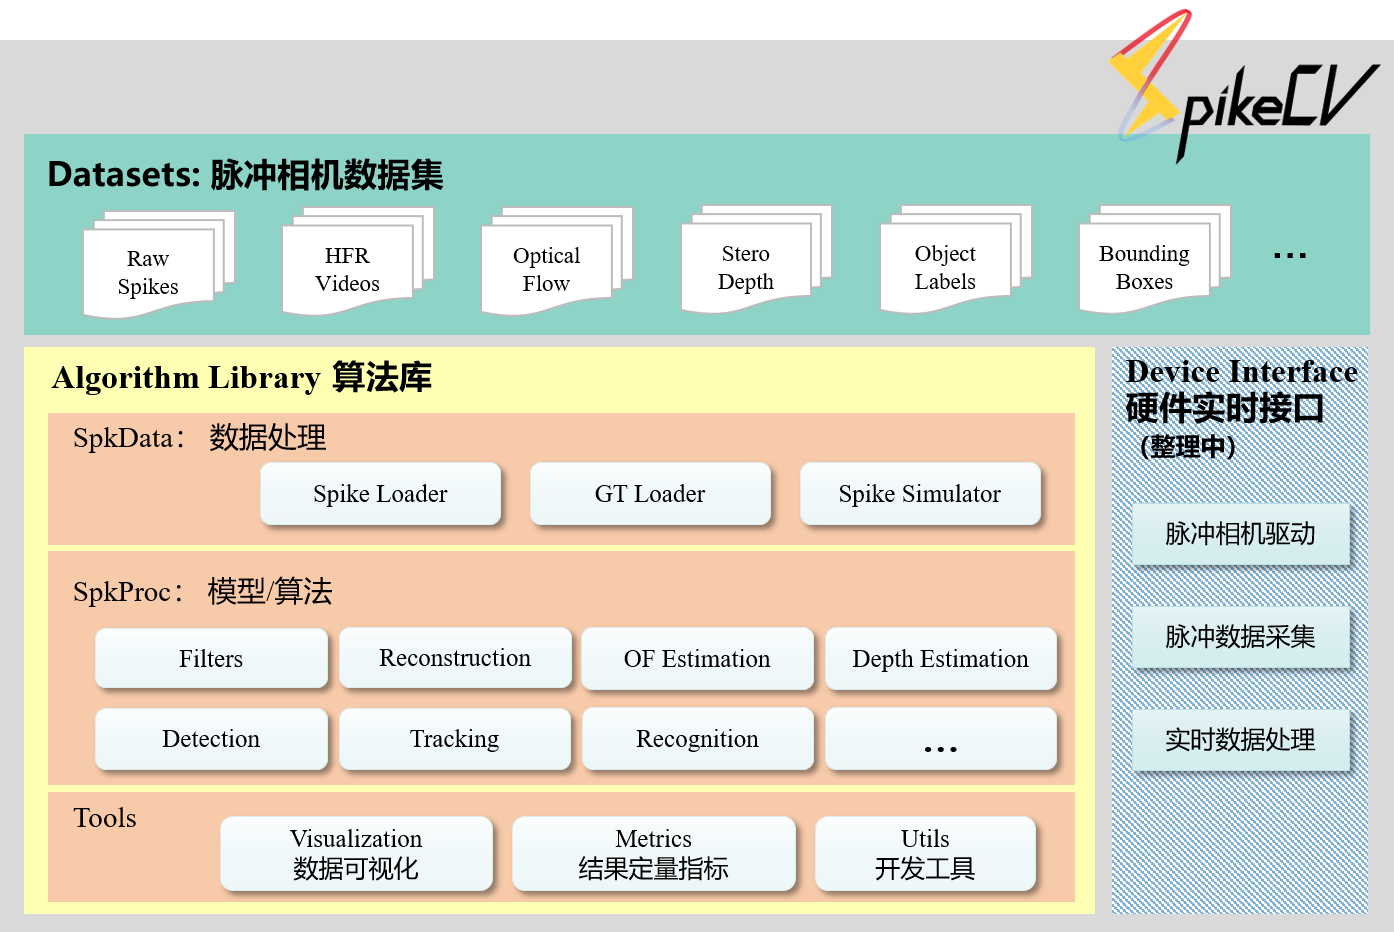 SpikeCV
Datasets: 脉冲相机数据集
Raw
Spikes
HFR
Videos
Optical
Flow
Stero
Depth
Object
Labels
Bounding
Boxes
...
Algorithm Library 算法库
SpkData： 数据处理
Spike Loader
GT Loader
Spike Simulator
SpkProc： 模型/算法
Filters
Reconstruction
OF Estimation
Depth Estimation
Detection
Tracking
Recognition
...
Tools
Visualization
数据可视化
Metrics
结果定量指标
Utils
开发工具
Device Interface
硬件实时接口
（整理中）
脉冲相机驱动
脉冲数据采集
实时数据处理